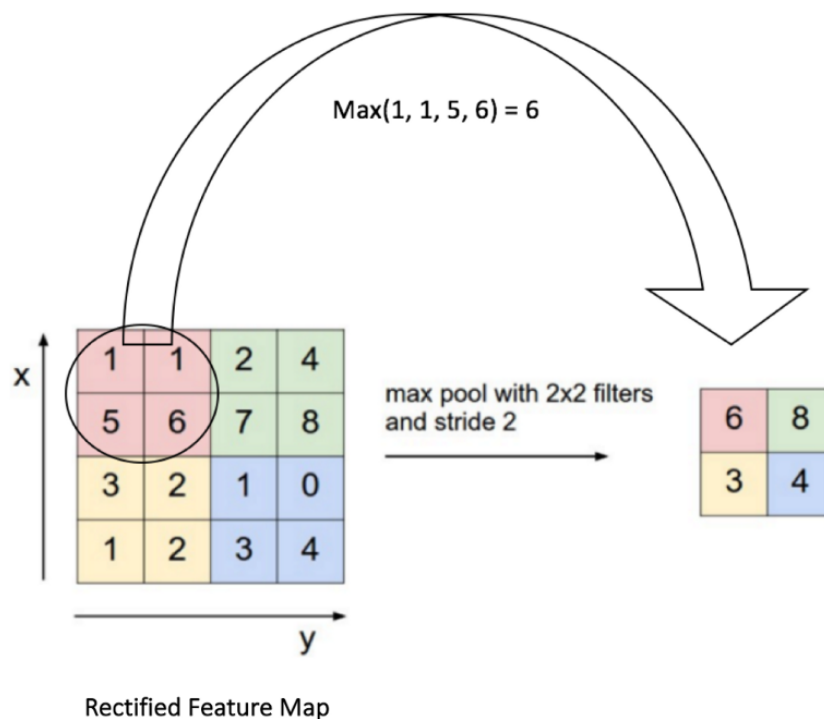 Max(1, 1, 5, 6) = 6
x
1 1 2 4
5 6 7 8
3 2 1 0
1 2 3 4
y
max pool with 2x2 filters
and stride 2
6 8
3 4
Rectified Feature Map